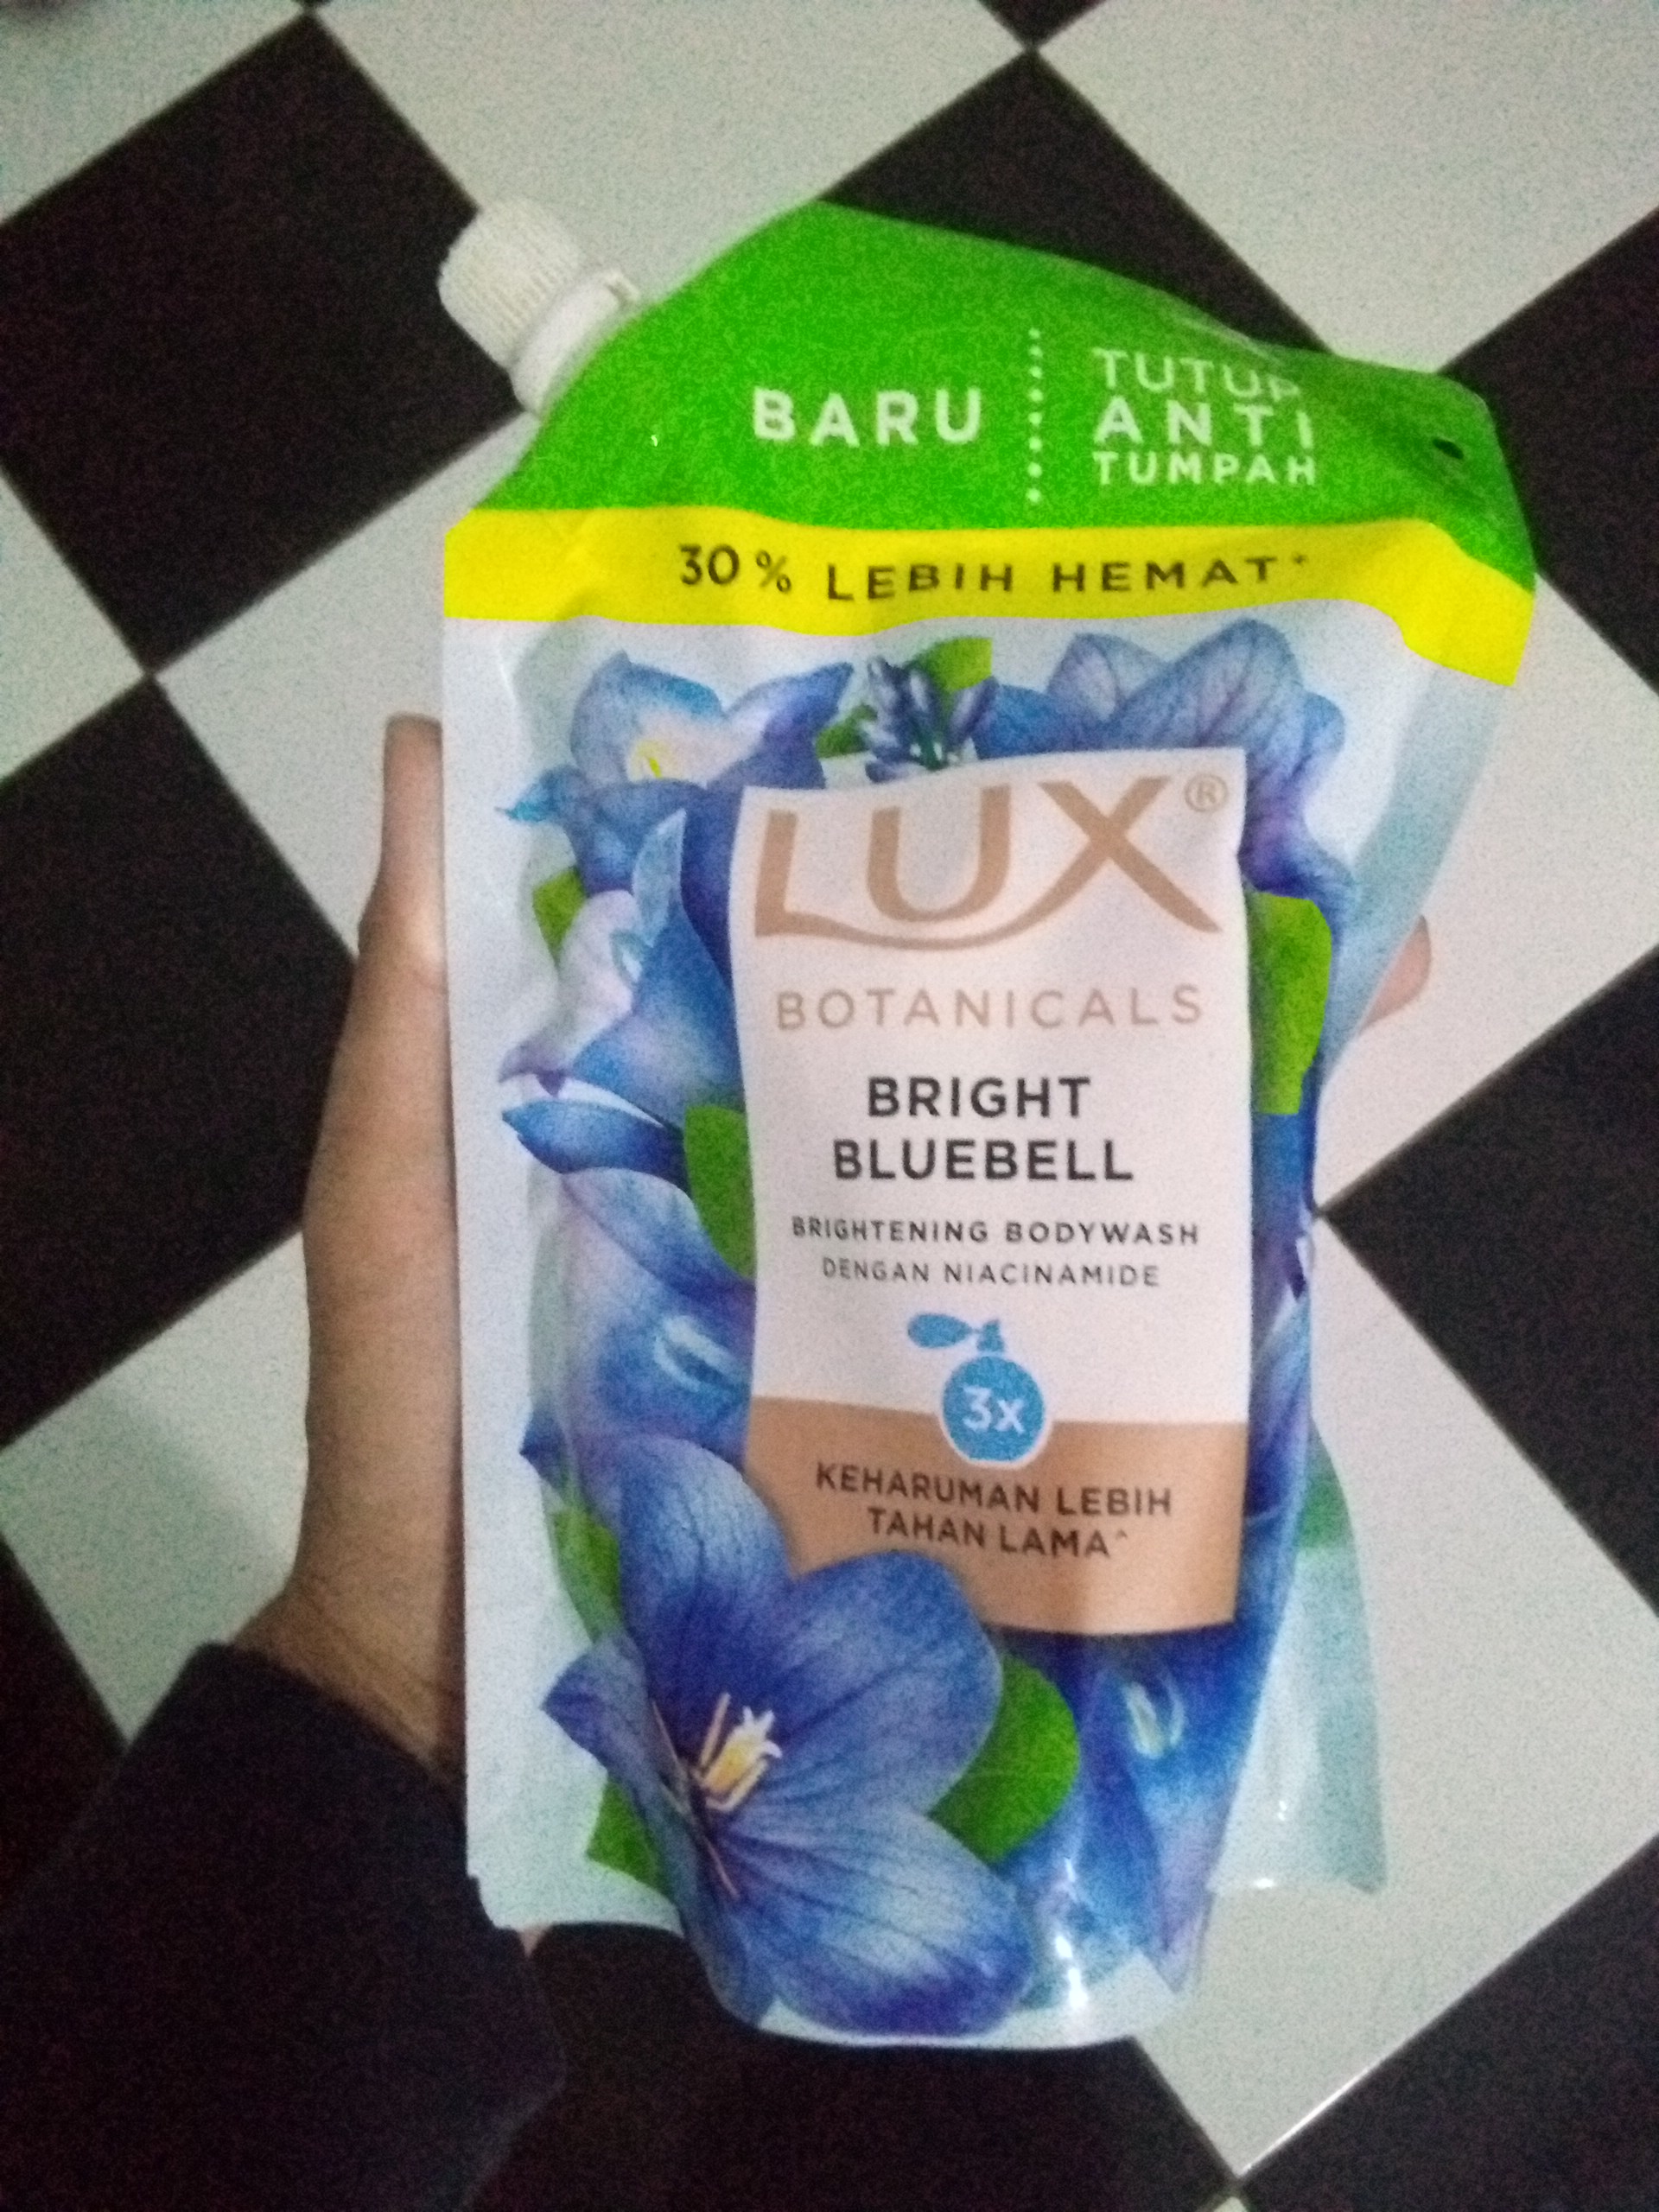 BARU
TUTUP
ANTI
TUMPAH
30% LEBIH HEMAT*
LUX®
BOTANICALS
BRIGHT
BLUEBELL
BRIGHTENING BODYWASH
DENGAN NIACINAMIDE
3x
KEHARUMAN LEBIH
TAHAN LAMA^